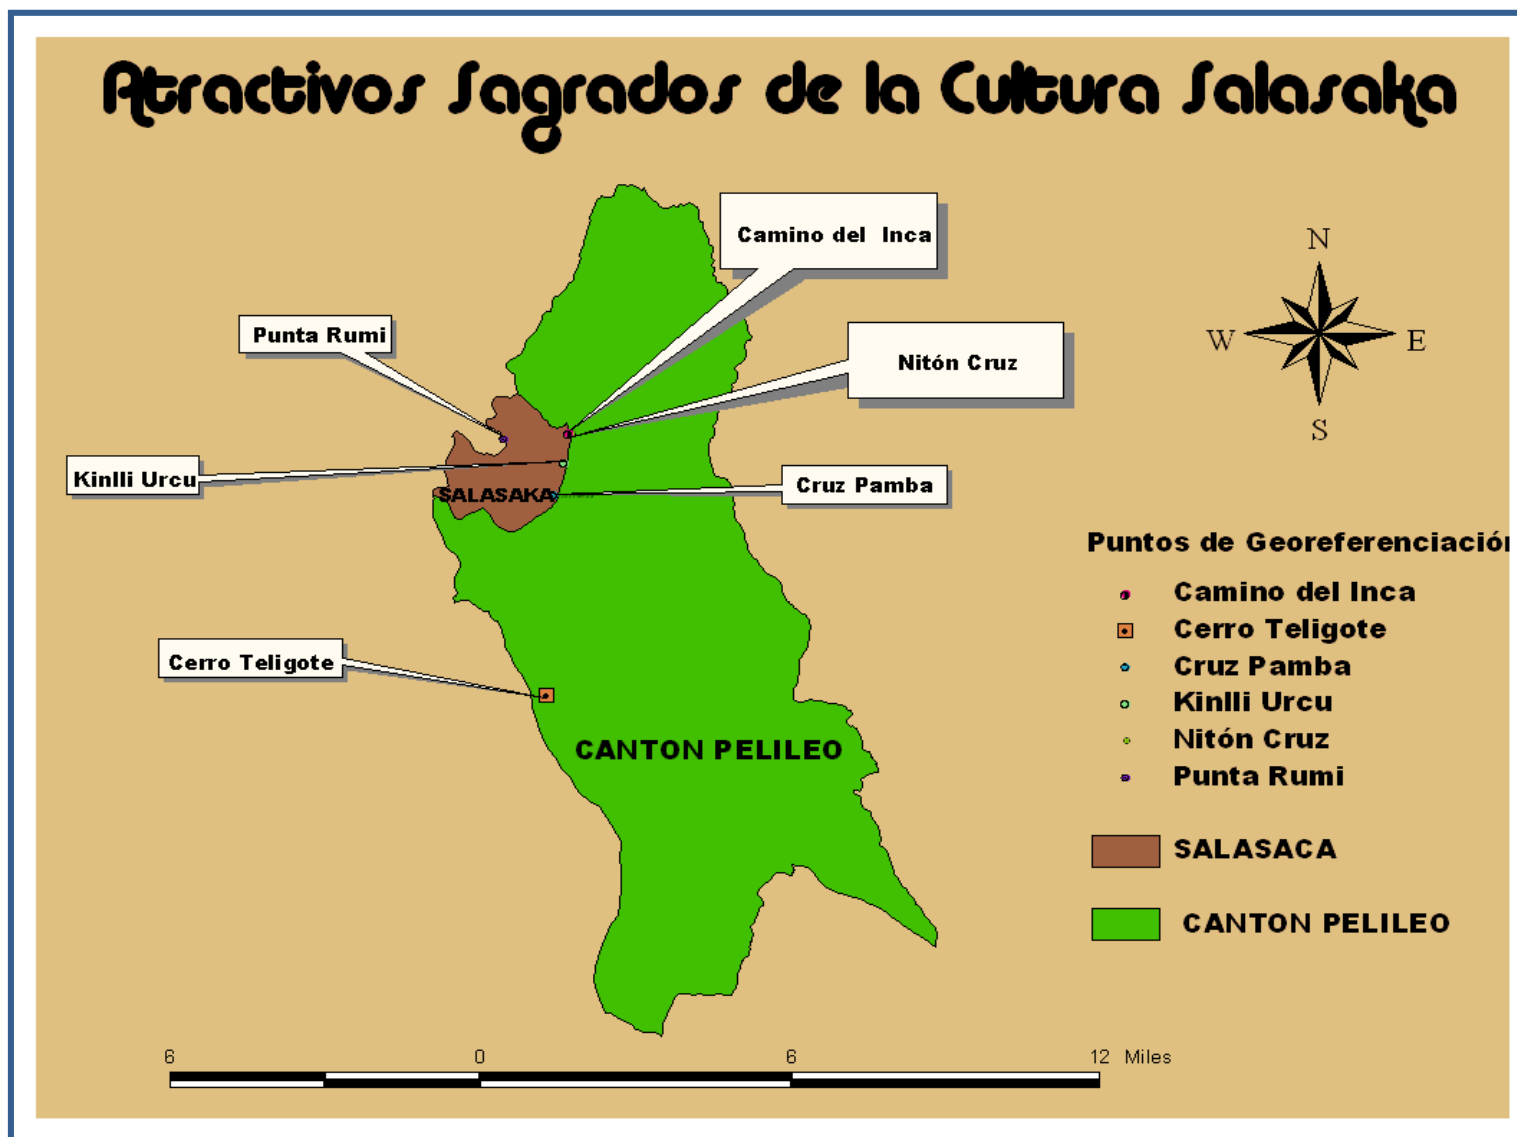 Atractivos Sagrados de la Cultura Salasaka
Camino del Inca
Punta Rumi
Nitón Cruz
Kinlli Urcu
Cruz Pamba
SALASAKA
Cerro Teligote
CANTON PELILEO
N
W
E
S
Puntos de Georeferenciación
Camino del Inca
Cerro Teligote
Cruz Pamba
Kinlli Urcu
Nitón Cruz
Punta Rumi
SALASACA
CANTON PELILEO
6 0 6 12 Miles